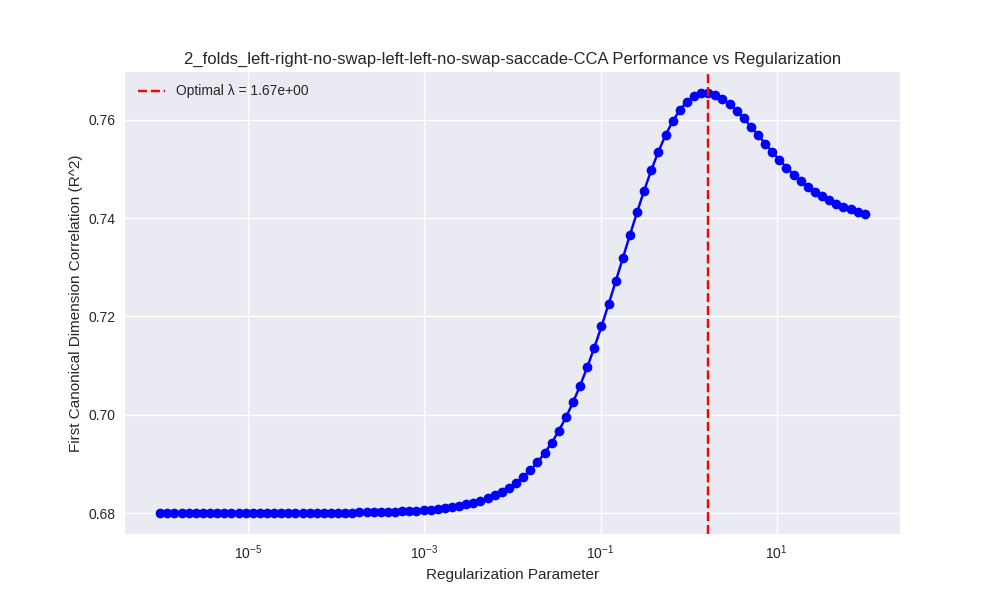 2_folds_left-right-no-swap-left-left-no-swap-saccade-CCA Performance vs Regularization
Optimal λ = 1.67e+00
First Canonical Dimension Correlation (R^2)
0.76
0.74
0.72
0.70
0.68
10⁻⁵ 10⁻³ 10⁻¹ 10¹
Regularization Parameter